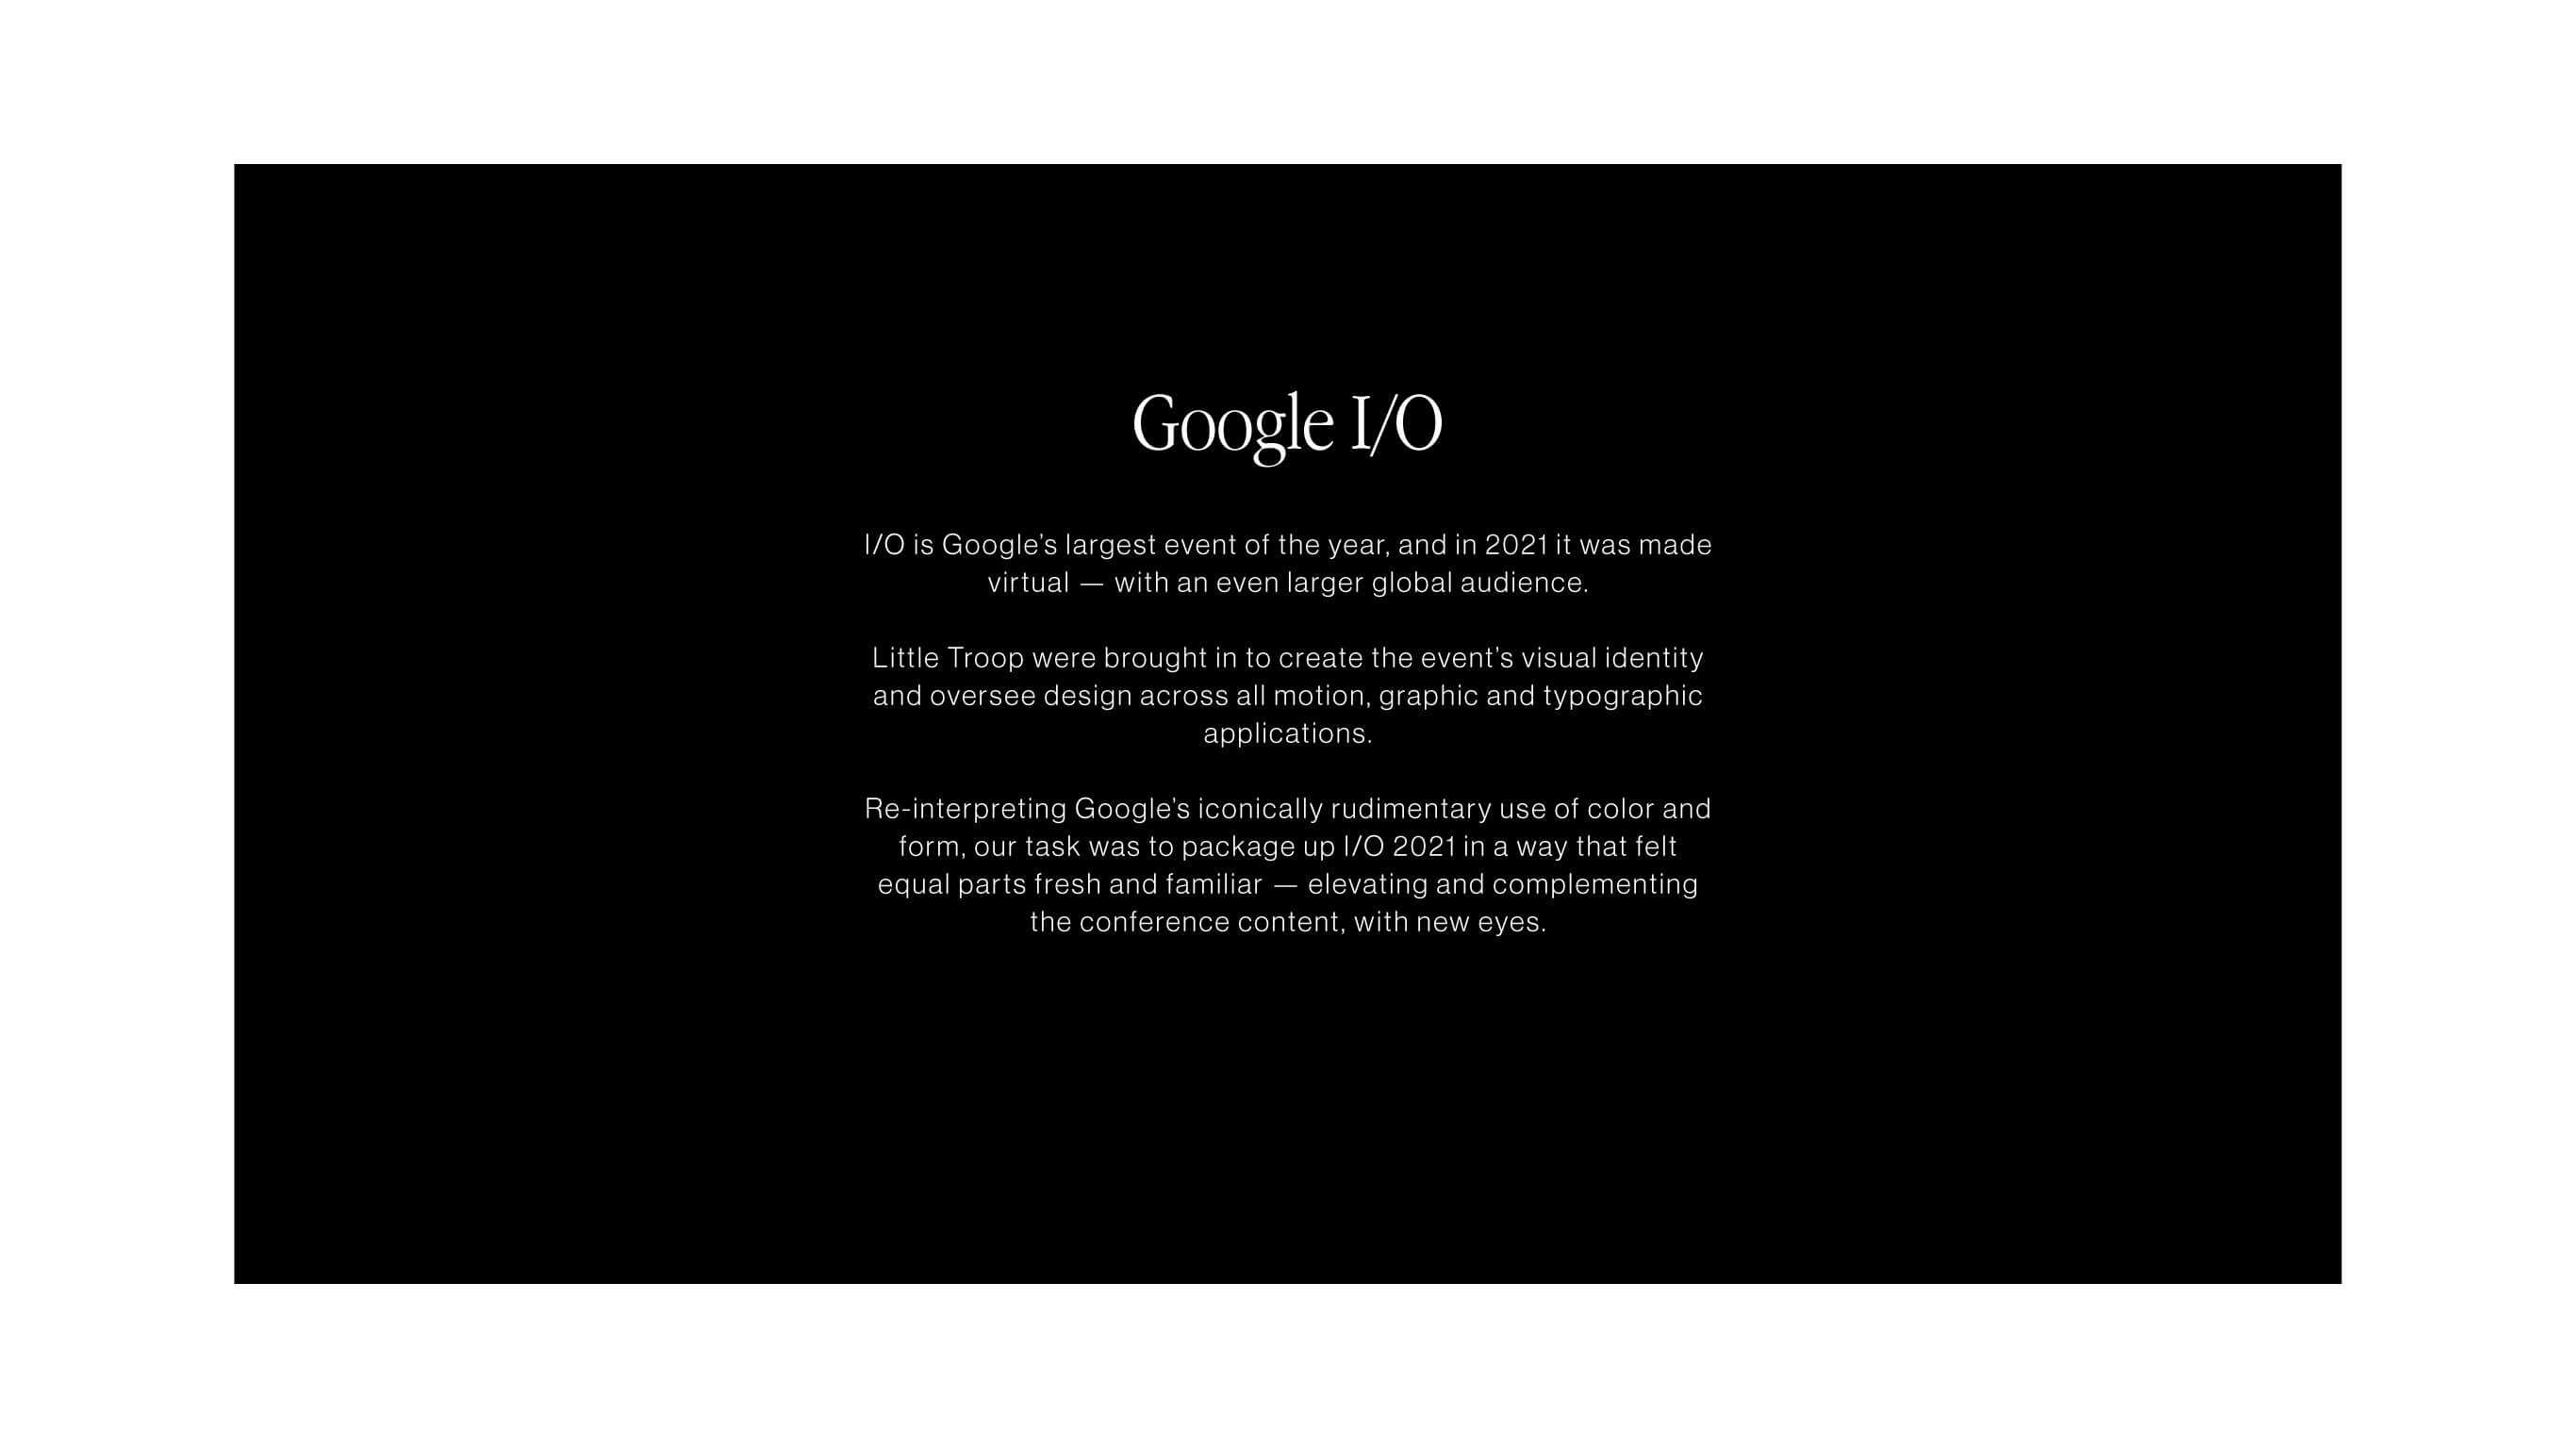 Google I/O
I/O is Google’s largest event of the year, and in 2021 it was made
virtual — with an even larger global audience.
Little Troop were brought in to create the event’s visual identity
and oversee design across all motion, graphic and typographic
applications.
Re-interpreting Google’s iconically rudimentary use of color and
form, our task was to package up I/O 2021 in a way that felt
equal parts fresh and familiar — elevating and complementing
the conference content, with new eyes.